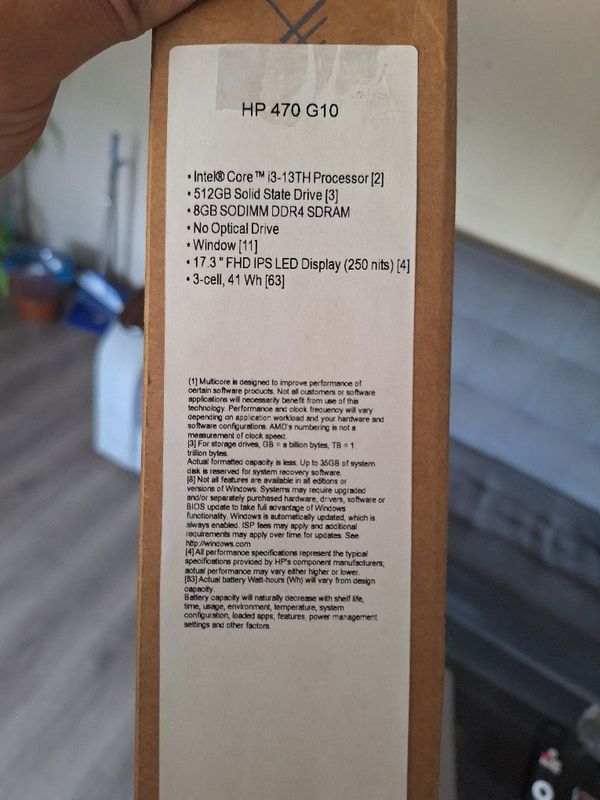 HP 470 G10
• Intel® Core™ i3-13TH Processor [2]
• 512GB Solid State Drive [3]
• 8GB SODIMM DDR4 SDRAM
• No Optical Drive
• Window [11]
• 17.3 " FHD IPS LED Display (250 nits) [4]
• 3-cell, 41 Wh [63]
[1] Multicore is designed to improve performance of
certain software products. Not all customers or software
applications will necessarily benefit from use of this
technology. Performance and clock frequency will vary
depending on application workload and your hardware and
software configurations. AMD's numbering is not a
measurement of clock speed.
[3] For storage drives, GB = a billion bytes, TB = 1
trillion bytes.
Actual formatted capacity is less. Up to 35GB of system
disk is reserved for system recovery software.
[8] Not all features are available in all editions or
versions of Windows. Systems may require upgraded
and/or separately purchased hardware, drivers, software or
BIOS update to take full advantage of Windows
functionality. Windows is automatically updated, which is
always enabled. ISP fees may apply and additional
requirements may apply over time for updates. See
http://windows.com
[4] All performance specifications represent the typical
specifications provided by HP's component manufacturers;
actual performance may vary either higher or lower.
[63] Actual battery Watt-hours (Wh) will vary from design
capacity.
Battery capacity will naturally decrease with shelf life,
time, usage, environment, temperature, system
configuration, loaded apps, features, power management
settings and other factors.